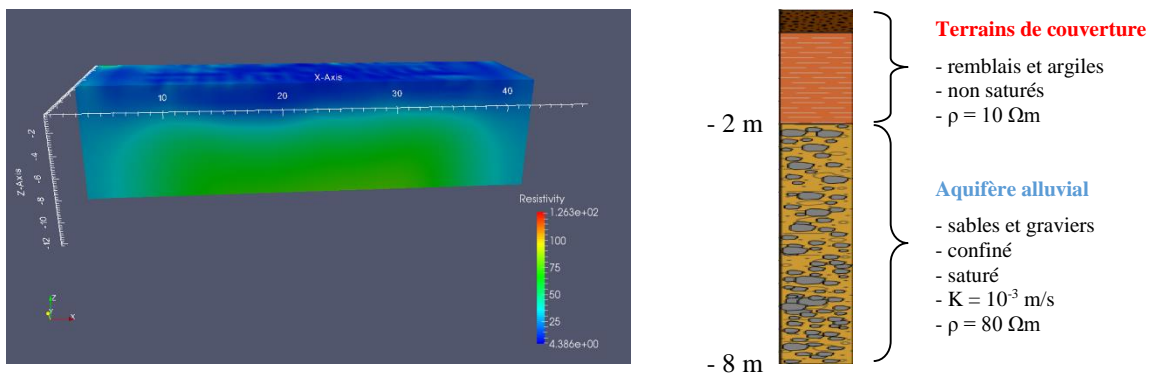 X-Axis
10
20
30
40
Z-Axis
-2
-4
-6
-8
-10
-12
Resistivity
1.263e+02
100
75
50
25
4.386e+00
z
x
- 2 m
- 8 m
Terrains de couverture
- remblais et argiles
- non saturés
- ρ = 10 Ωm
Aquifère alluvial
- sables et graviers
- confiné
- saturé
- K = 10⁻³ m/s
- ρ = 80 Ωm